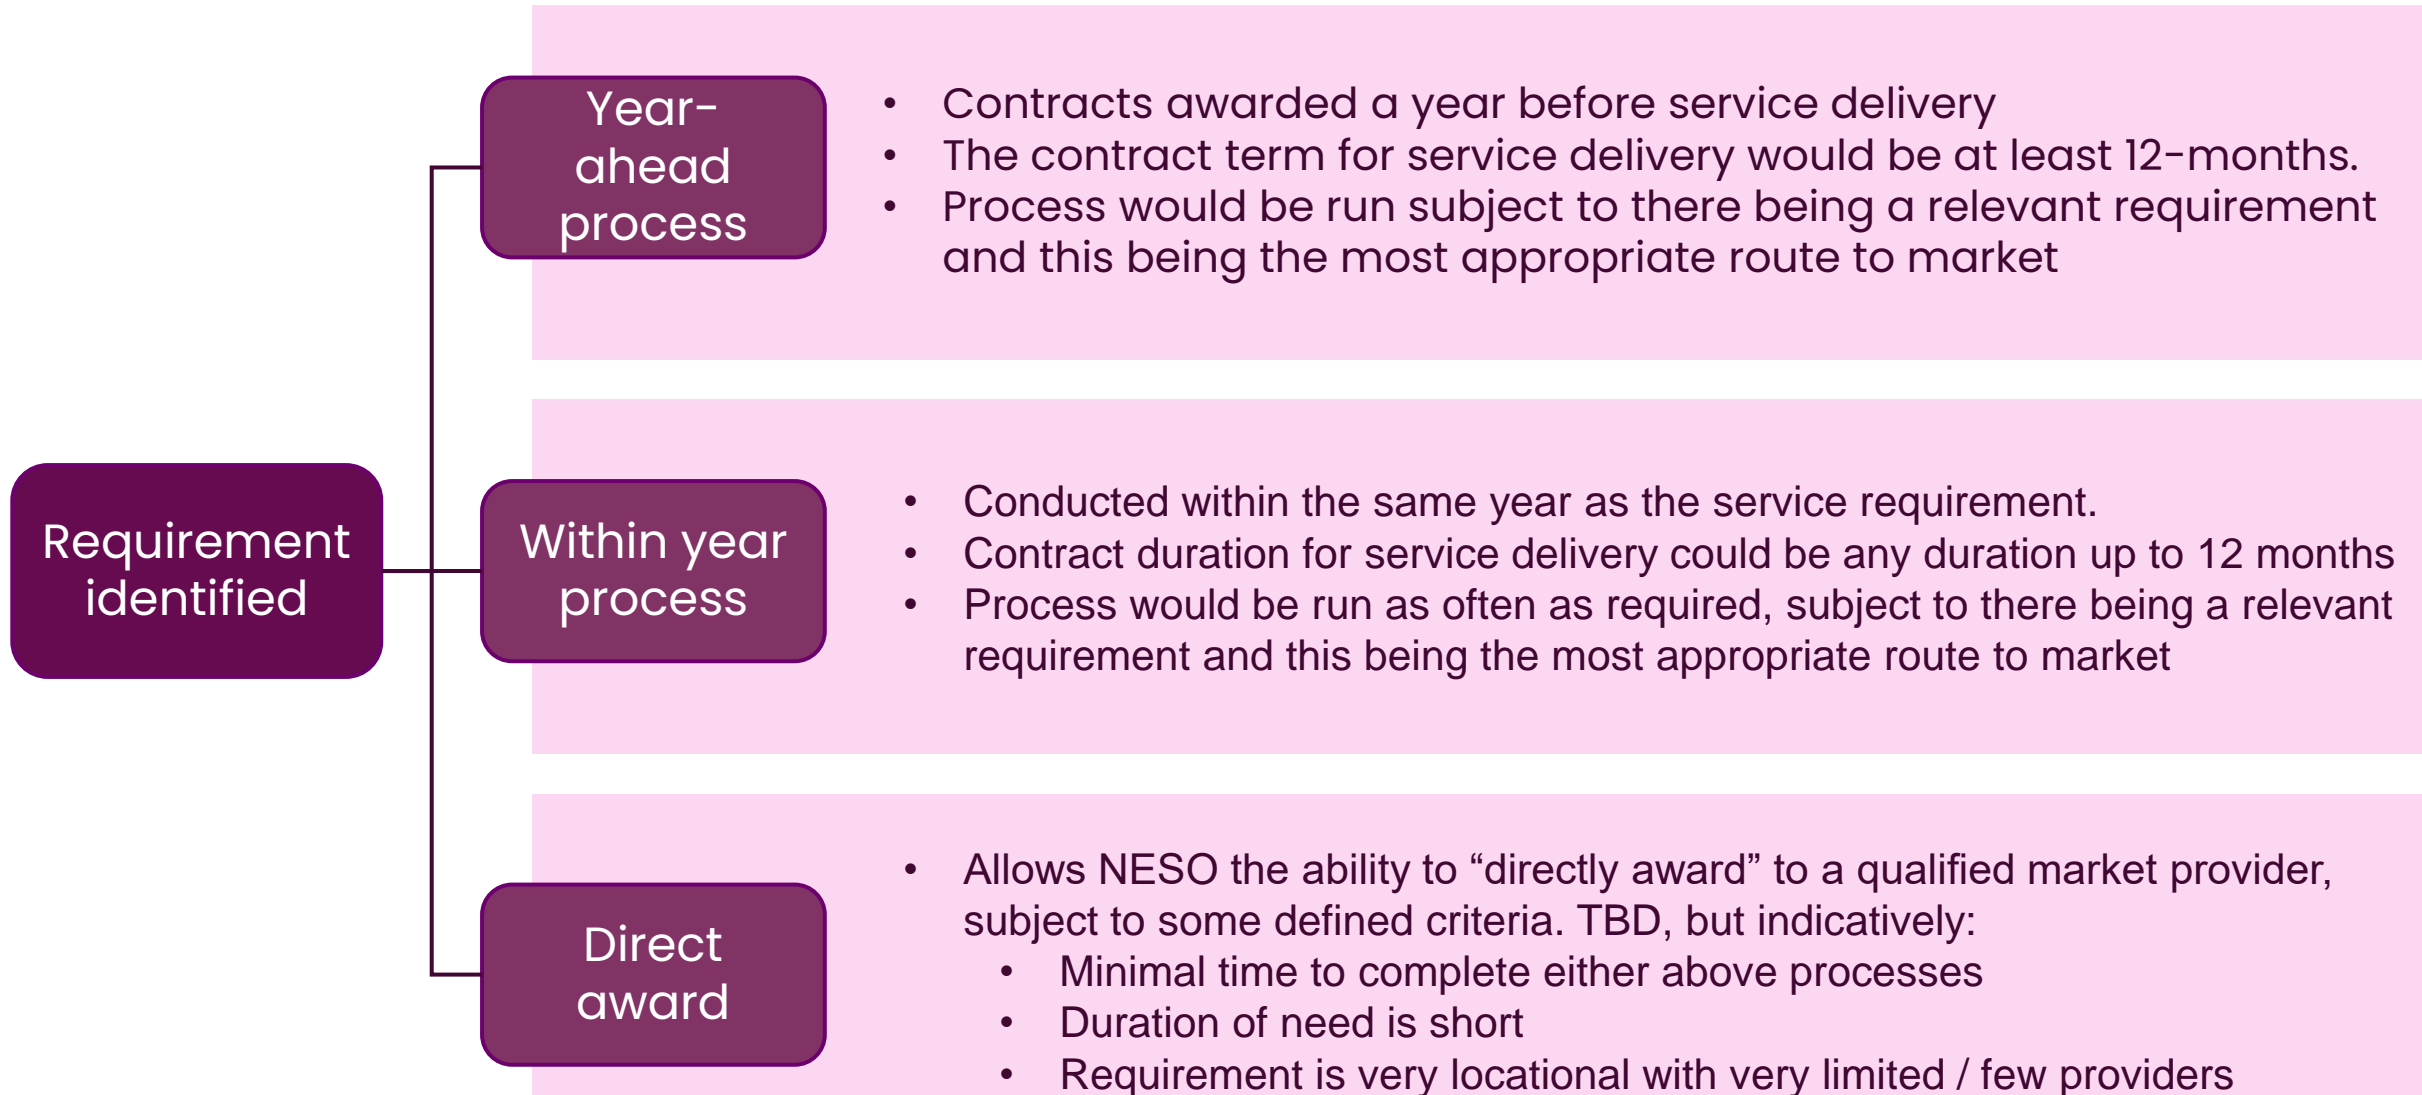 Year-
ahead
process
• Contracts awarded a year before service delivery
• The contract term for service delivery would be at least 12-months.
• Process would be run subject to there being a relevant requirement
and this being the most appropriate route to market
Requirement
identified
Within year
process
• Conducted within the same year as the service requirement.
• Contract duration for service delivery could be any duration up to 12 months
• Process would be run as often as required, subject to there being a relevant
requirement and this being the most appropriate route to market
Direct
award
• Allows NESO the ability to “directly award” to a qualified market provider,
subject to some defined criteria. TBD, but indicatively:
• Minimal time to complete either above processes
• Duration of need is short
• Requirement is very locational with very limited / few providers